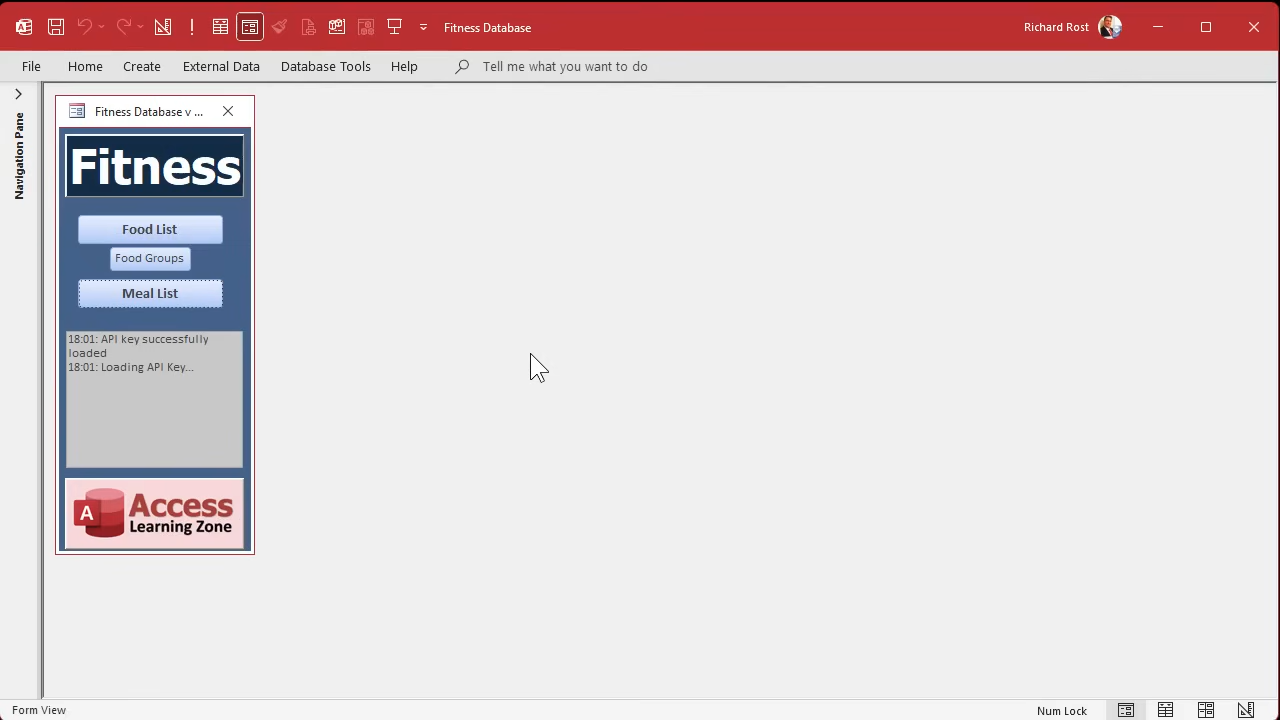 Fitness Database
Richard Rost
File
Home
Create
External Data
Database Tools
Help
Tell me what you want to do
Navigation Pane
Fitness Database v ...
Fitness
Food List
Food Groups
Meal List
18:01: API key successfully
loaded
18:01: Loading API Key...
A
Access
Learning Zone
Form View
Num Lock